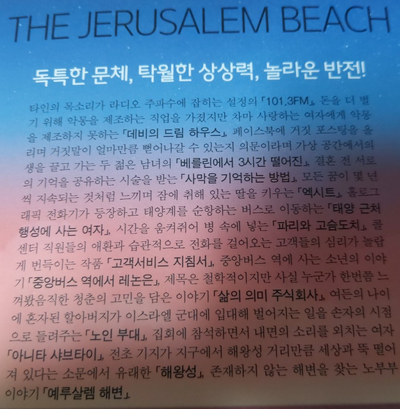 THE JERUSALEM BEACH
독특한 문체, 탁월한 상상력, 놀라운 반전!
타인의 목소리가 라디오 주파수에 잡히는 설정의 『101.3FM』, 돈을 더 벌
기 위해 악몽을 제조하는 직업을 가졌지만 차마 사랑하는 여자에게 악몽
을 제조하지 못하는 『데비의 드림 하우스』, 페이스북에 거짓 포스팅을 올
리며 거짓말이 얼마만큼 뻗어나갈 수 있는지 의문이라며 가상 공간에서의
생을 끌고 가는 두 젊은 남녀의 『베를린에서 3시간 떨어진』, 결혼 전 서로
의 기억을 공유하는 시술을 받는 『사막을 기억하는 방법』, 모든 꿈이 몇 년
씩 지속되는 것처럼 느끼며 잠에 취해 있는 딸을 키우는 『엑시트』, 홀로그
래픽 전화기가 등장하고 태양계를 순항하는 버스로 이동하는 『태양 근처
행성에 사는 여자』, 시간을 움켜쥐어 병 속에 넣는 『파리와 고슴도치』, 콜
센터 직원들의 애환과 습관적으로 전화를 걸어오는 고객들의 심리가 놀랍
게 번득이는 작품 『고객서비스 지침서』, 중앙버스 역에 사는 소년의 이야
기 『중앙버스 역에서 레논은』, 제목은 철학적이지만 사실 누군가 한번쯤 느
껴봤음직한 청춘의 고민을 담은 이야기 『삶의 의미 주식회사』, 여든의 나이
에 혼자된 할아버지가 이스라엘 군대에 입대해 벌어지는 일을 손자의 시점
으로 들려주는 『노인 부대』, 집회에 참석하면서 내면의 소리를 외치는 여자
『아니타 샤브타이』, 전초 기지가 지구에서 해왕성 거리만큼 세상과 뚝 떨어
져 있다는 소문에서 유래한 『해왕성』, 존재하지 않는 해변을 찾는 노부부
이야기 『예루살렘 해변』